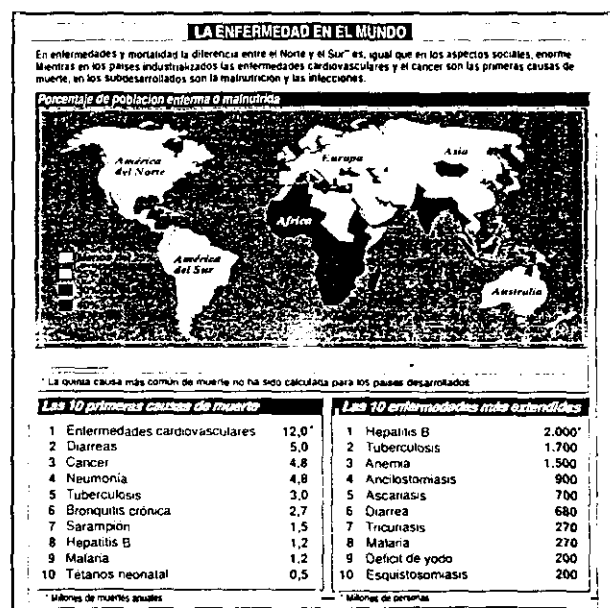 LA ENFERMEDAD EN EL MUNDO
En enfermedades y mortalidad la diferencia entre el Norte y el Sur es, igual que en los aspectos sociales, enorme
Mientras en los paises industrializados las enfermedades cardiovasculares y el cancer son las primeras causas de
muerte, en los subdesarrollados son la malnutricion y las infecciones.
Porcentaje de poblacion enferma o malnutrida
América
del Norte
Europa
Asia
Africa
América
del Sur
Australia
* La quinta causa más común de muerte no ha sido calculada para los paises desarrollados
Las 10 primeras causas de muerte
1 Enfermedades cardiovasculares 12,0*
2 Diarreas 5,0
3 Cancer 4,8
4 Neumonía 4,8
5 Tuberculosis 3,0
6 Bronquitis crónica 2,7
7 Sarampión 1,5
8 Hepatitis B 1,2
9 Malaria 1,2
10 Tétanos neonatal 0,5
* Millones de muertes anuales
Las 10 enfermedades más extendidas
1 Hepatitis B 2.000*
2 Tuberculosis 1.700
3 Anemia 1.500
4 Ancilostomiasis 900
5 Ascariasis 700
6 Diarrea 680
7 Tricuriasis 270
8 Malaria 270
9 Deficit de yodo 200
10 Esquistosomiasis 200
* Millones de personas